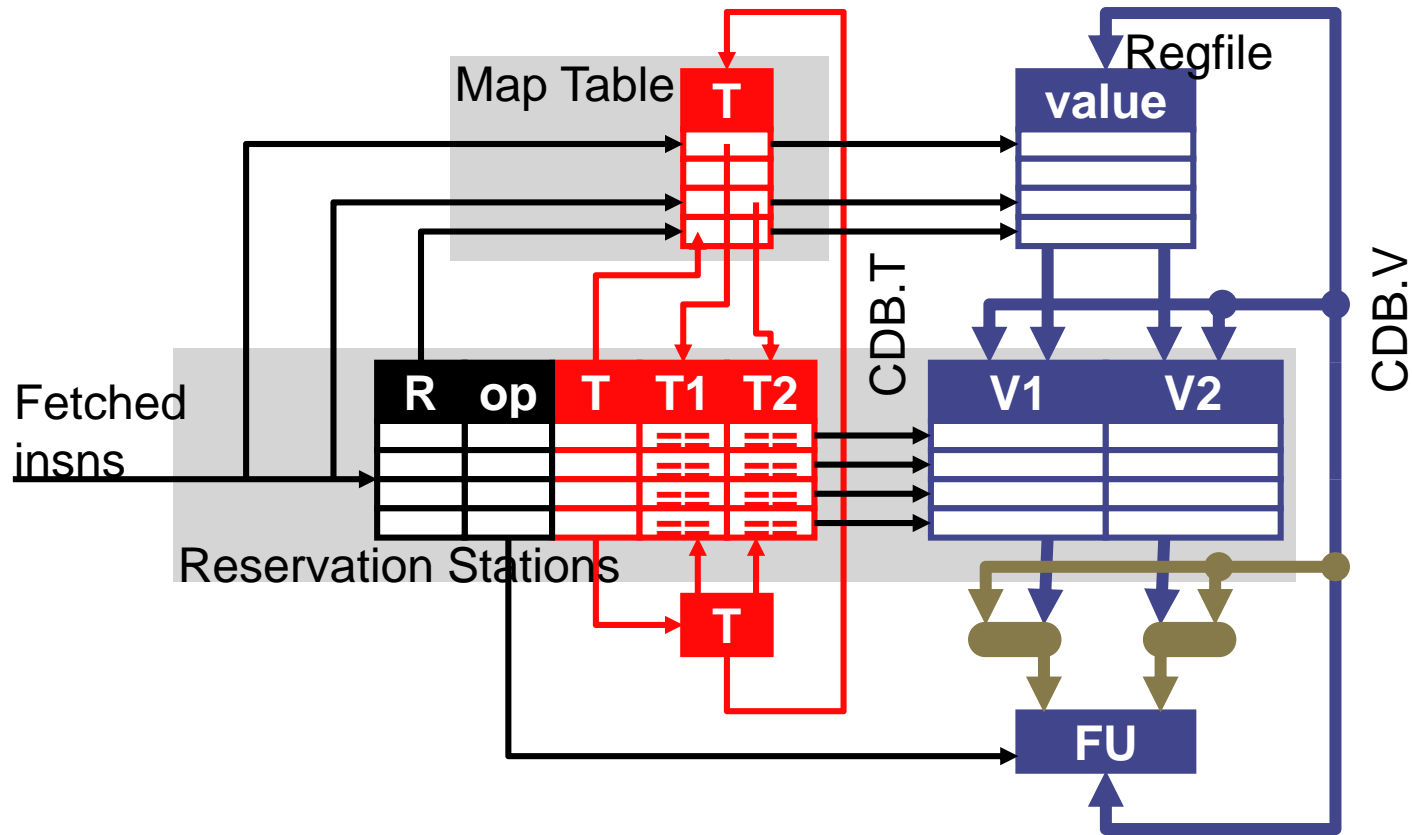 Regfile
Map Table
T
value
CDB.T
CDB.V
R op T T1 T2
V1 V2
Fetched
insns
== ==
== ==
== ==
== ==
Reservation Stations
T
FU